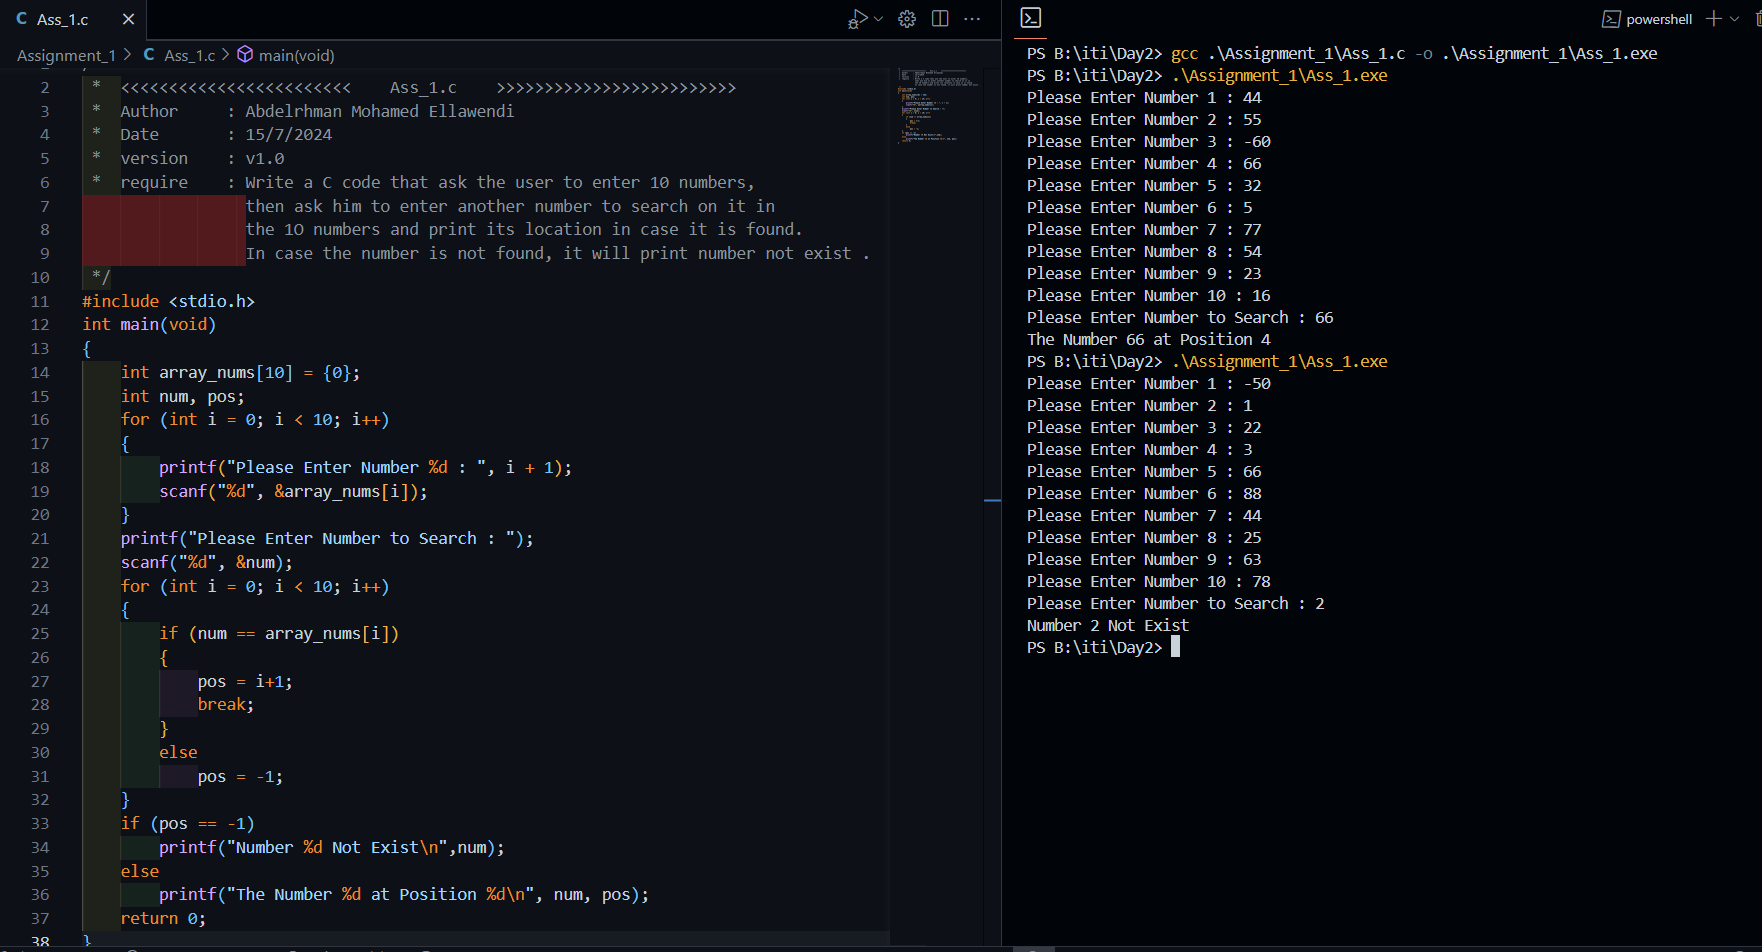 Ass_1.c
Assignment_1 > C Ass_1.c > main(void)
2 * <<<<<<<<<<<<<<<<<<<<<<<< Ass_1.c >>>>>>>>>>>>>>>>>>>>>>>>>
3 * Author : Abdelrhman Mohamed Ellawendi
4 * Date : 15/7/2024
5 * version : v1.0
6 * require : Write a C code that ask the user to enter 10 numbers,
7 then ask him to enter another number to search on it in
8 the 1O numbers and print its location in case it is found.
9 In case the number is not found, it will print number not exist .
10 */
11 #include <stdio.h>
12 int main(void)
13 {
14 int array_nums[10] = {0};
15 int num, pos;
16 for (int i = 0; i < 10; i++)
17 {
18 printf("Please Enter Number %d : ", i + 1);
19 scanf("%d", &array_nums[i]);
20 }
21 printf("Please Enter Number to Search : ");
22 scanf("%d", &num);
23 for (int i = 0; i < 10; i++)
24 {
25 if (num == array_nums[i])
26 {
27 pos = i+1;
28 break;
29 }
30 else
31 pos = -1;
32 }
33 if (pos == -1)
34 printf("Number %d Not Exist\n",num);
35 else
36 printf("The Number %d at Position %d\n", num, pos);
37 return 0;
38 }
powershell
PS B:\iti\Day2> gcc .\Assignment_1\Ass_1.c -o .\Assignment_1\Ass_1.exe
PS B:\iti\Day2> .\Assignment_1\Ass_1.exe
Please Enter Number 1 : 44
Please Enter Number 2 : 55
Please Enter Number 3 : -60
Please Enter Number 4 : 66
Please Enter Number 5 : 32
Please Enter Number 6 : 5
Please Enter Number 7 : 77
Please Enter Number 8 : 54
Please Enter Number 9 : 23
Please Enter Number 10 : 16
Please Enter Number to Search : 66
The Number 66 at Position 4
PS B:\iti\Day2> .\Assignment_1\Ass_1.exe
Please Enter Number 1 : -50
Please Enter Number 2 : 1
Please Enter Number 3 : 22
Please Enter Number 4 : 3
Please Enter Number 5 : 66
Please Enter Number 6 : 88
Please Enter Number 7 : 44
Please Enter Number 8 : 25
Please Enter Number 9 : 63
Please Enter Number 10 : 78
Please Enter Number to Search : 2
Number 2 Not Exist
PS B:\iti\Day2>